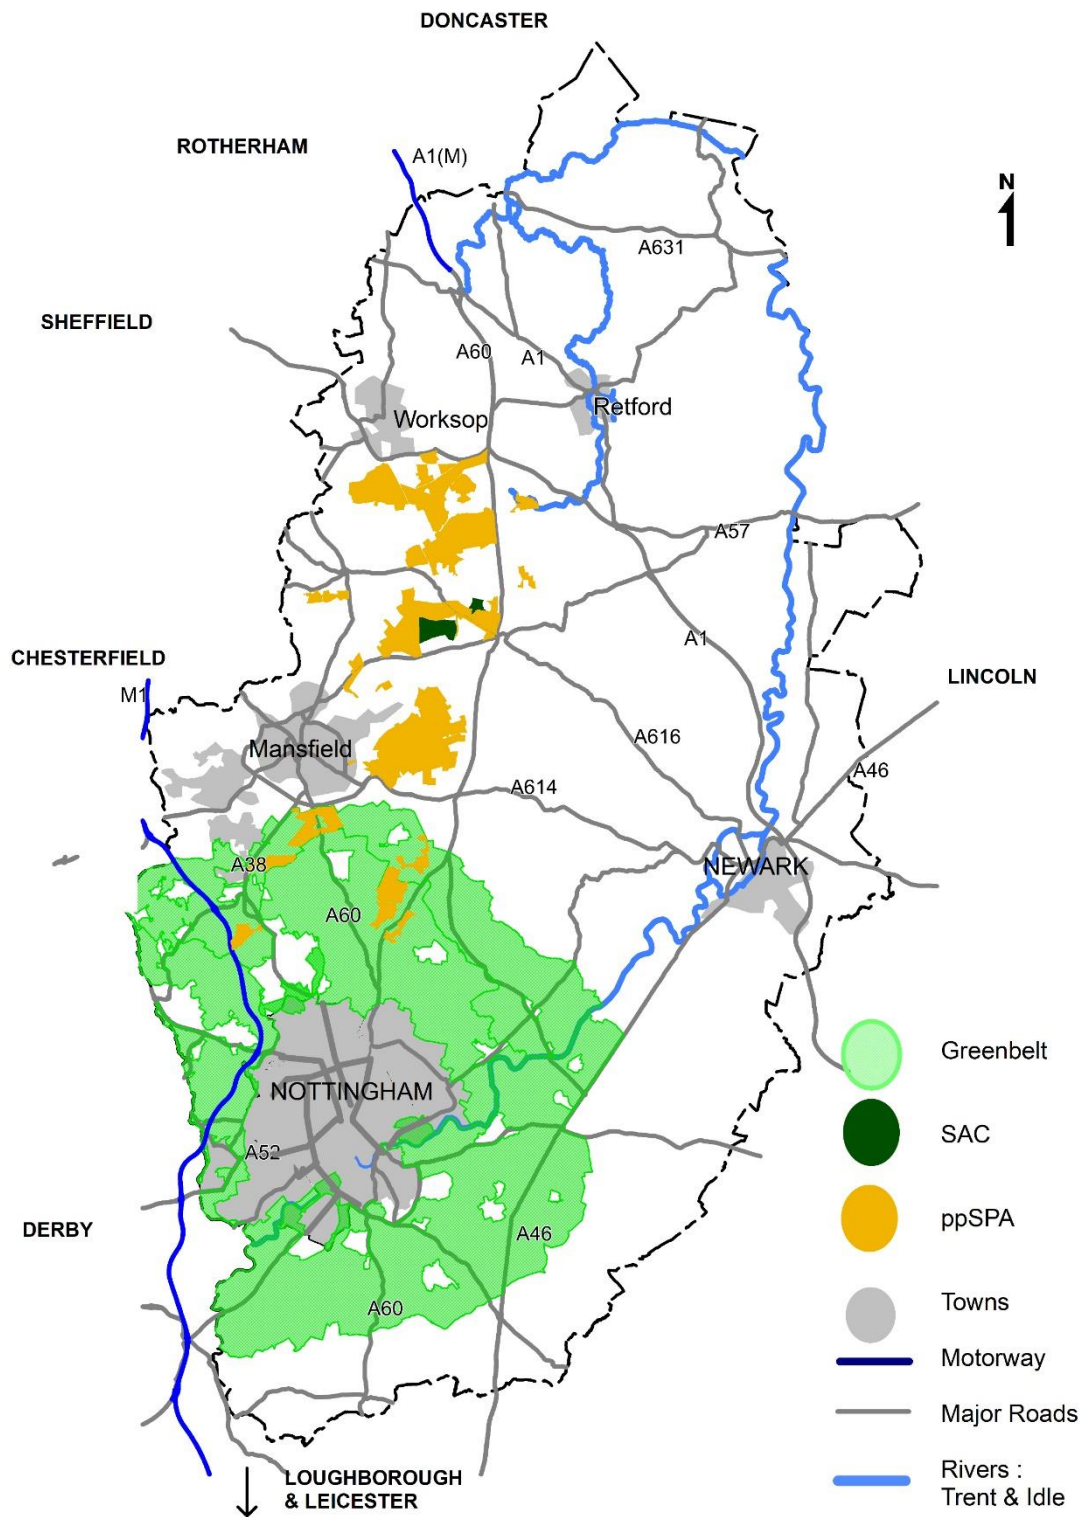 DONCASTER
ROTHERHAM
A1(M)
N
A631
SHEFFIELD
A60
A1
Worksop
Retford
A57
A1
CHESTERFIELD
M1
LINCOLN
A616
Mansfield
A46
A614
A38
NEWARK
A60
Greenbelt
NOTTINGHAM
SAC
A52
ppSPA
DERBY
A46
Towns
A60
Motorway
Major Roads
Rivers :
Trent & Idle
LOUGHBOROUGH
& LEICESTER